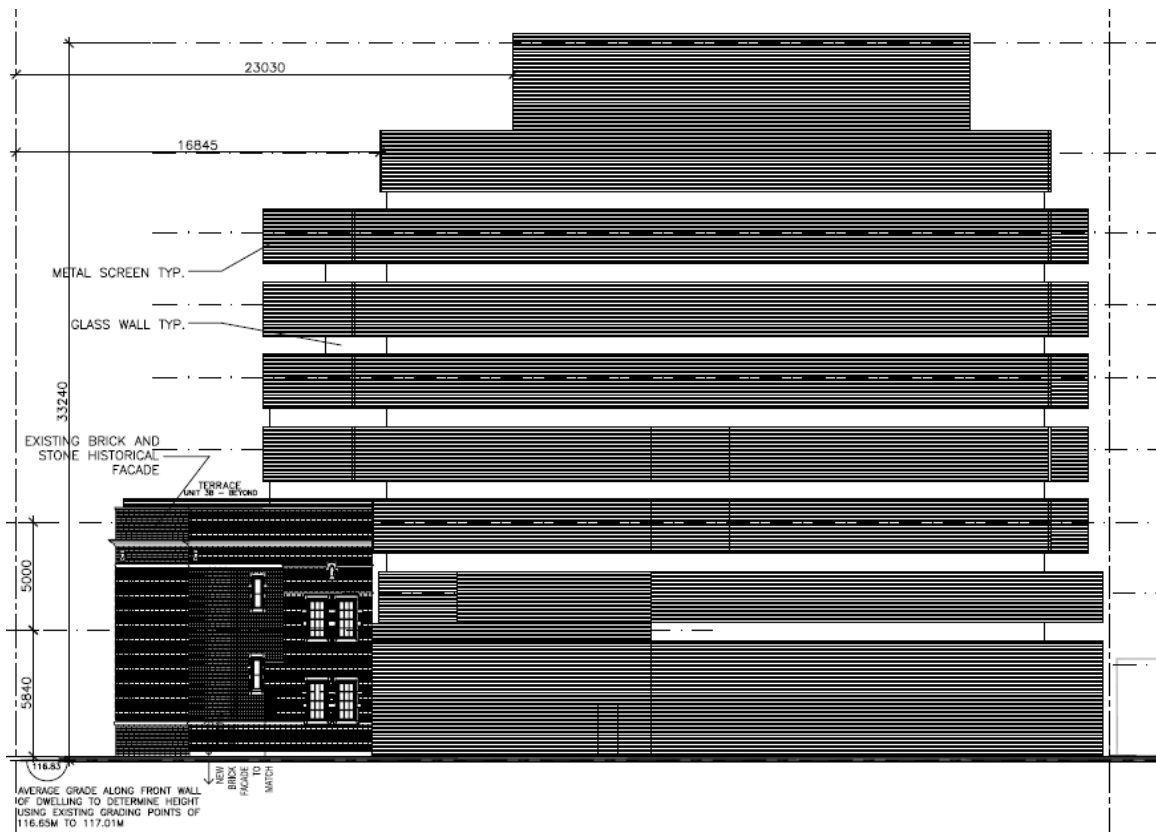 23030
16845
METAL SCREEN TYP.
GLASS WALL TYP.
33240
EXISTING BRICK AND
STONE HISTORICAL
FACADE
TERRACE
UNIT 3B - BEYOND
5000
5840
116.83
NEW
BRICK
FACADE
TO
MATCH
AVERAGE GRADE ALONG FRONT WALL
OF DWELLING TO DETERMINE HEIGHT
USING EXISTING GRADING POINTS OF
116.65M TO 117.01M